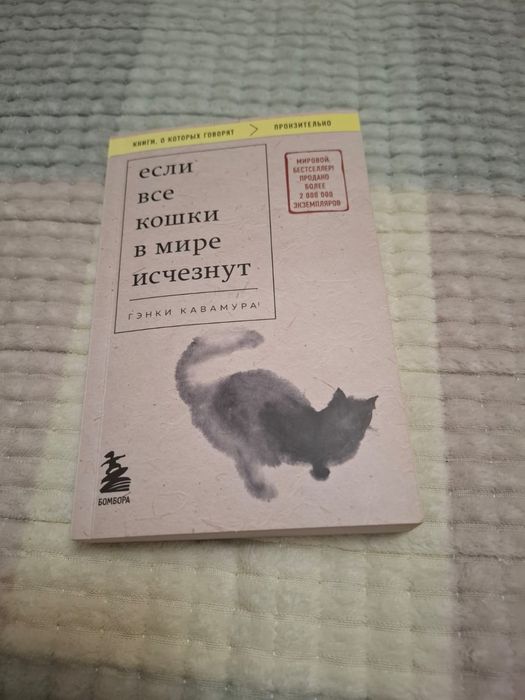 КНИГИ, О КОТОРЫХ ГОВОРЯТ > ПРОНЗИТЕЛЬНО
если
все
кошки
в мире
исчезнут
ГЭНКИ КАВАМУРА
МИРОВОЙ
БЕСТСЕЛЛЕР!
ПРОДАНО
БОЛЕЕ
2 000 000
ЭКЗЕМПЛЯРОВ
БОМБОРА